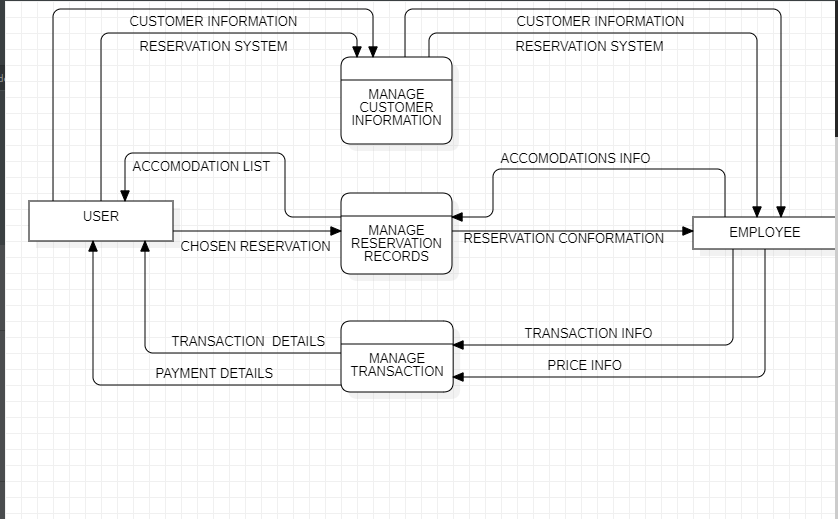 CUSTOMER INFORMATION
CUSTOMER INFORMATION
RESERVATION SYSTEM
RESERVATION SYSTEM
MANAGE
CUSTOMER
INFORMATION
ACCOMODATION LIST
ACCOMODATIONS INFO
USER
MANAGE
RESERVATION
RECORDS
EMPLOYEE
CHOSEN RESERVATION
RESERVATION CONFORMATION
TRANSACTION  DETAILS
TRANSACTION INFO
MANAGE
TRANSACTION
PAYMENT DETAILS
PRICE INFO